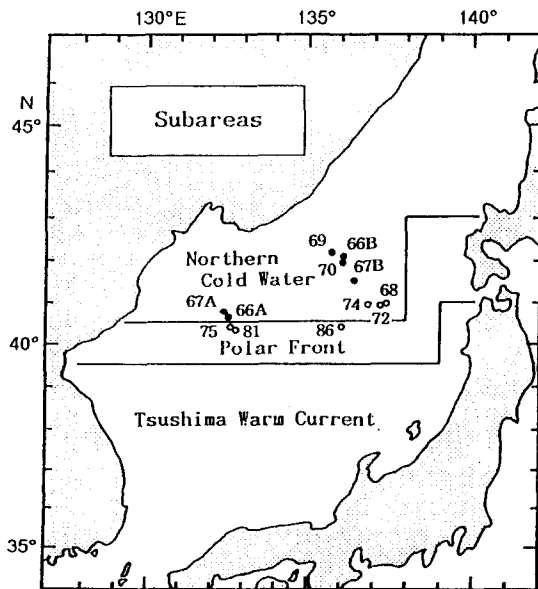 130°E 135° 140°
N
45°
Subareas
69 66B
Northern
70 67B
Cold Water
67A 66A 74 68
72
75 81 86
40°
Polar Front
Tsushima Warm Current
35°